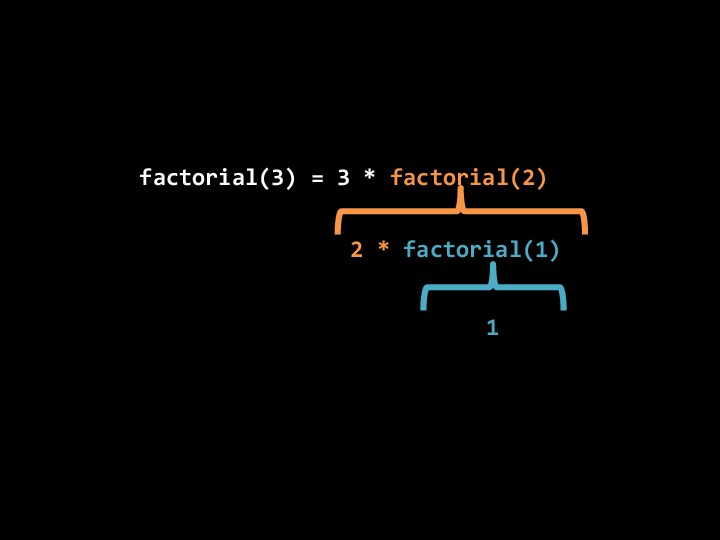 factorial(3) = 3 * factorial(2)
2 * factorial(1)
1